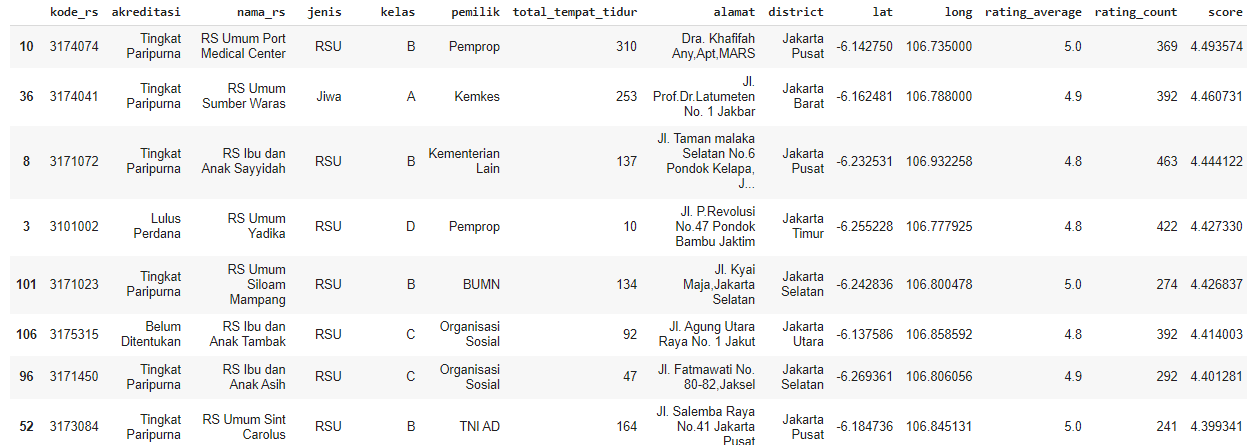 kode_rs akreditasi nama_rs jenis kelas pemilik total_tempat_tidur alamat district lat long rating_average rating_count score
10 3174074 Tingkat Paripurna RS Umum Port Medical Center RSU B Pemprop 310 Dra. Khafifah Any,Apt,MARS Jakarta Pusat -6.142750 106.735000 5.0 369 4.493574
36 3174041 Tingkat Paripurna RS Umum Sumber Waras Jiwa A Kemkes 253 Jl. Prof.Dr.Latumeten No. 1 Jakbar Jakarta Barat -6.162481 106.788000 4.9 392 4.460731
8 3171072 Tingkat Paripurna RS Ibu dan Anak Sayyidah RSU B Kementerian Lain 137 Jl. Taman malaka Selatan No.6 Pondok Kelapa, J... Jakarta Pusat -6.232531 106.932258 4.8 463 4.444122
3 3101002 Lulus Perdana RS Umum Yadika RSU D Pemprop 10 Jl. P.Revolusi No.47 Pondok Bambu Jaktim Jakarta Timur -6.255228 106.777925 4.8 422 4.427330
101 3171023 Tingkat Paripurna RS Umum Siloam Mampang RSU B BUMN 134 Jl. Kyai Maja,Jakarta Selatan Jakarta Selatan -6.242836 106.800478 5.0 274 4.426837
106 3175315 Belum Ditentukan RS Ibu dan Anak Tambak RSU C Organisasi Sosial 92 Jl. Agung Utara Raya No. 1 Jakut Jakarta Utara -6.137586 106.858592 4.8 392 4.414003
96 3171450 Tingkat Paripurna RS Ibu dan Anak Asih RSU C Organisasi Sosial 47 Jl. Fatmawati No. 80-82,Jaksel Jakarta Selatan -6.269361 106.806056 4.9 292 4.401281
52 3173084 Tingkat Paripurna RS Umum Sint Carolus RSU B TNI AD 164 Jl. Salemba Raya No.41 Jakarta Pusat Jakarta Pusat -6.184736 106.845131 5.0 241 4.399341